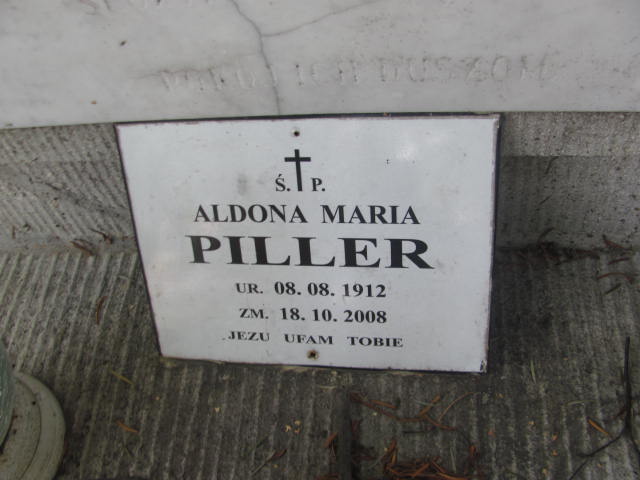 Ś. P.
ALDONA MARIA
PILLER
UR. 08. 08. 1912
ZM. 18. 10. 2008
JEZU UFAM TOBIE